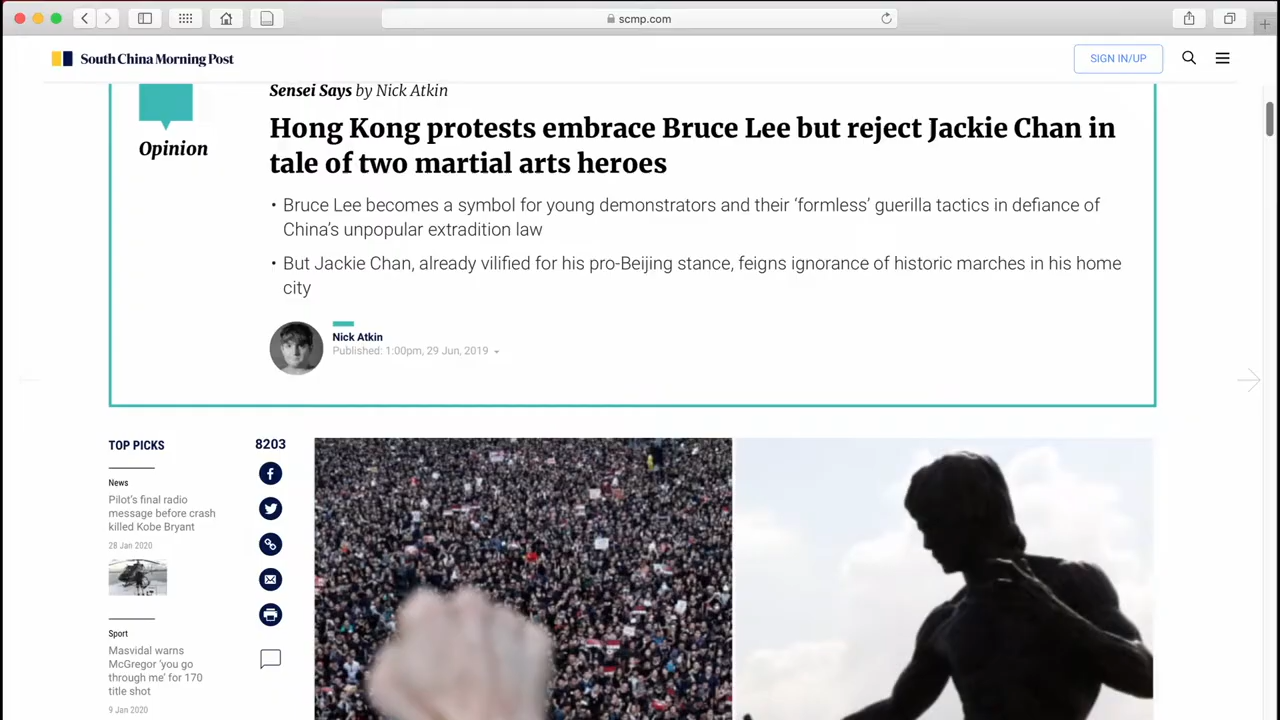 scmp.com
South China Morning Post
SIGN IN/UP
Sensei Says by Nick Atkin
Opinion
Hong Kong protests embrace Bruce Lee but reject Jackie Chan in
tale of two martial arts heroes
• Bruce Lee becomes a symbol for young demonstrators and their ‘formless’ guerilla tactics in defiance of
China’s unpopular extradition law
• But Jackie Chan, already vilified for his pro-Beijing stance, feigns ignorance of historic marches in his home
city
Nick Atkin
Published: 1:00pm, 29 Jun, 2019
TOP PICKS
8203
News
Pilot’s final radio
message before crash
killed Kobe Bryant
28 Jan 2020
Sport
Masvidal warns
McGregor ‘you go
through me’ for 170
title shot
9 Jan 2020